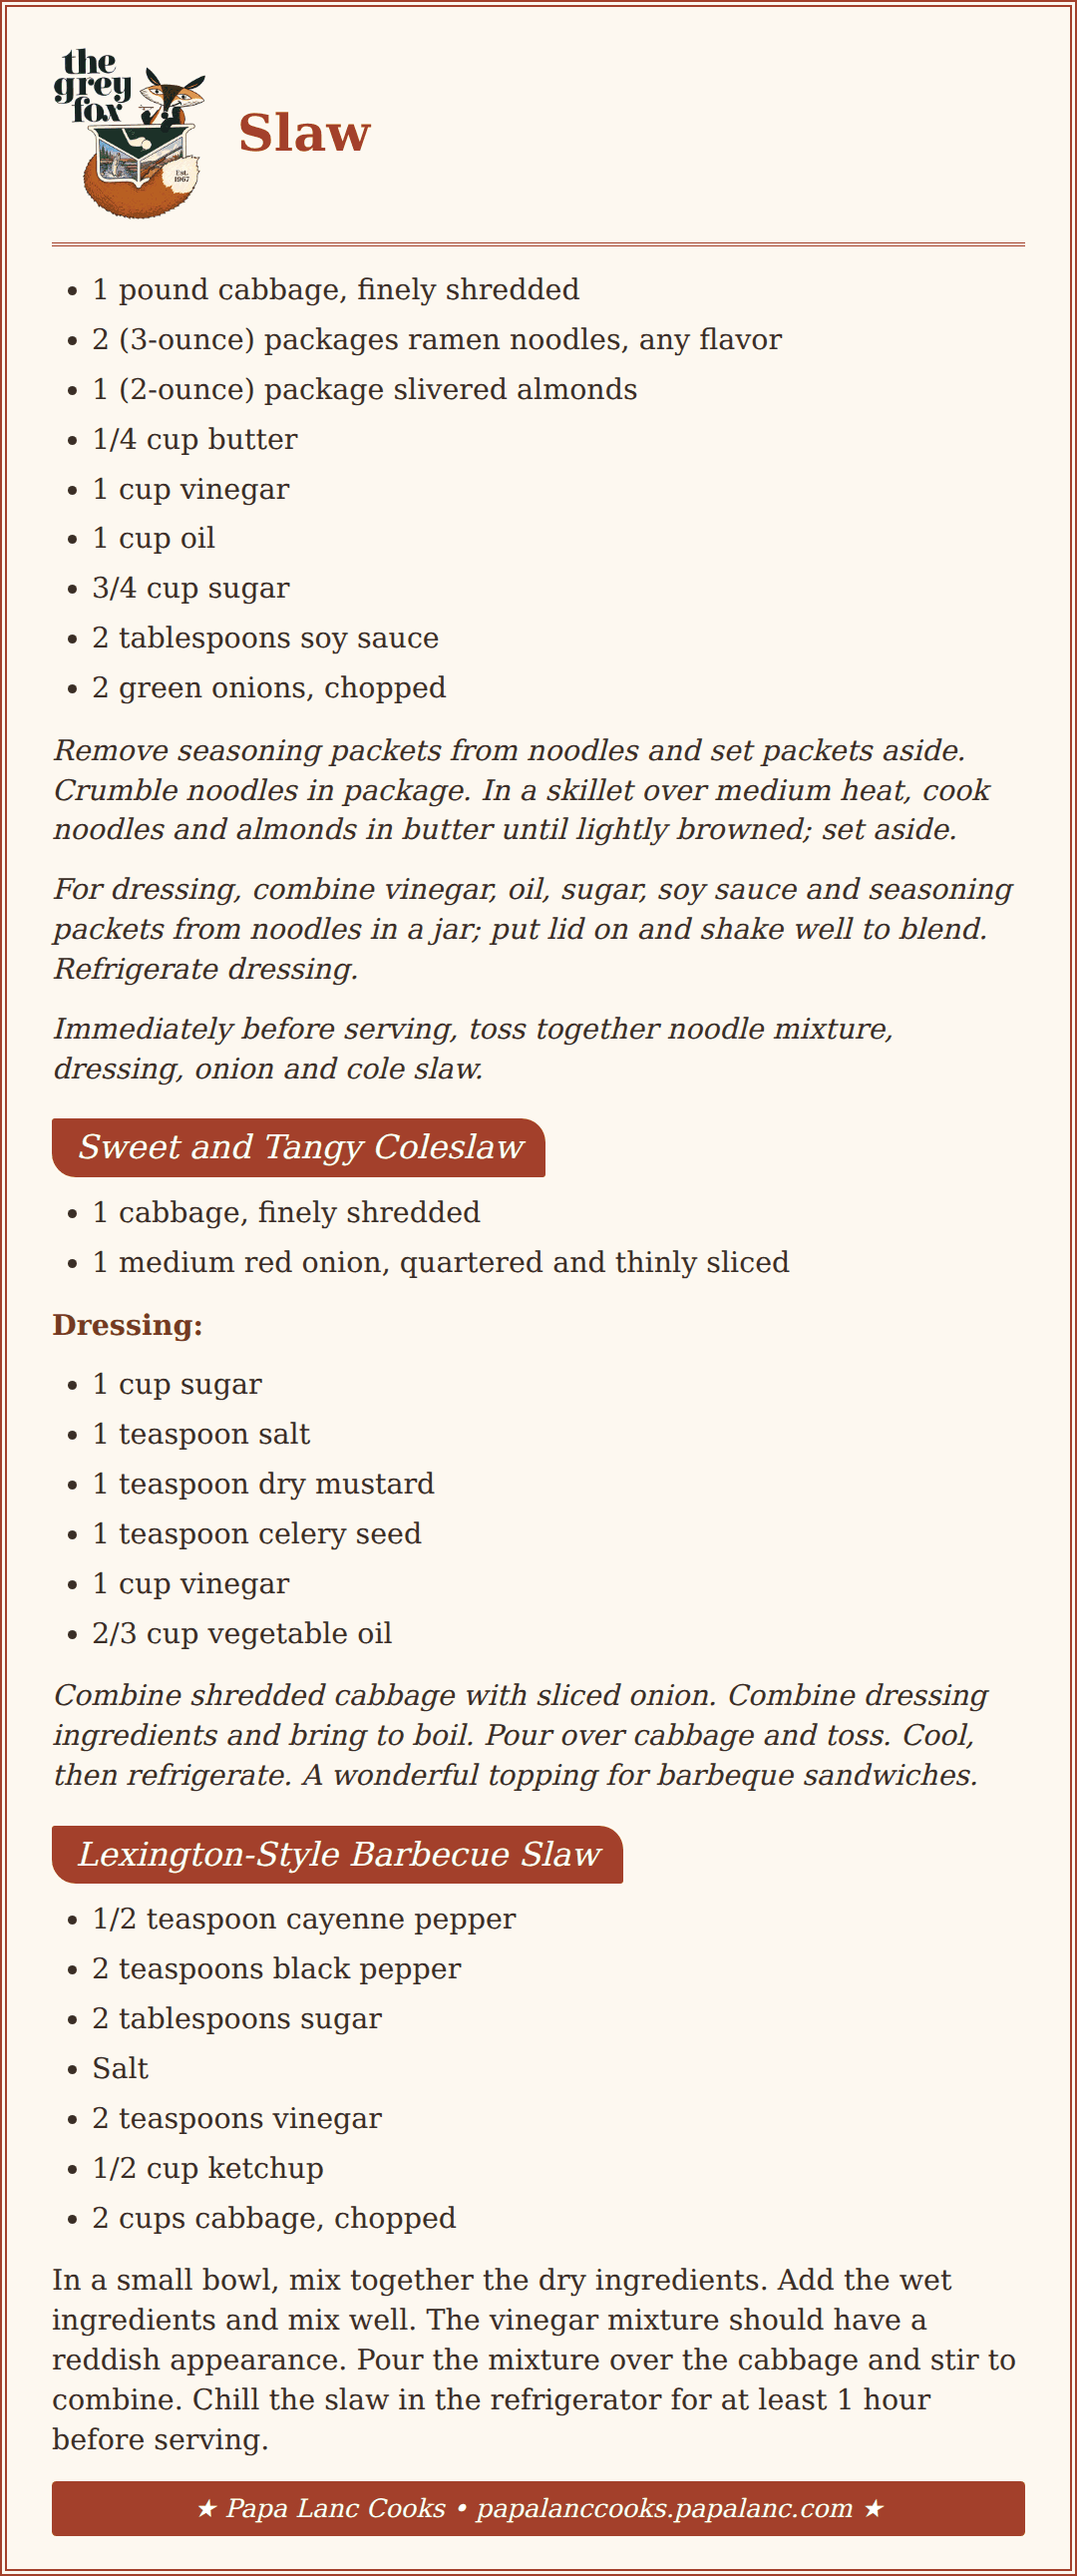 the
grey
fox
Est.
1967
Slaw
• 1 pound cabbage, finely shredded
• 2 (3-ounce) packages ramen noodles, any flavor
• 1 (2-ounce) package slivered almonds
• 1/4 cup butter
• 1 cup vinegar
• 1 cup oil
• 3/4 cup sugar
• 2 tablespoons soy sauce
• 2 green onions, chopped
Remove seasoning packets from noodles and set packets aside.
Crumble noodles in package. In a skillet over medium heat, cook
noodles and almonds in butter until lightly browned; set aside.
For dressing, combine vinegar, oil, sugar, soy sauce and seasoning
packets from noodles in a jar; put lid on and shake well to blend.
Refrigerate dressing.
Immediately before serving, toss together noodle mixture,
dressing, onion and cole slaw.
Sweet and Tangy Coleslaw
• 1 cabbage, finely shredded
• 1 medium red onion, quartered and thinly sliced
Dressing:
• 1 cup sugar
• 1 teaspoon salt
• 1 teaspoon dry mustard
• 1 teaspoon celery seed
• 1 cup vinegar
• 2/3 cup vegetable oil
Combine shredded cabbage with sliced onion. Combine dressing
ingredients and bring to boil. Pour over cabbage and toss. Cool,
then refrigerate. A wonderful topping for barbeque sandwiches.
Lexington-Style Barbecue Slaw
• 1/2 teaspoon cayenne pepper
• 2 teaspoons black pepper
• 2 tablespoons sugar
• Salt
• 2 teaspoons vinegar
• 1/2 cup ketchup
• 2 cups cabbage, chopped
In a small bowl, mix together the dry ingredients. Add the wet
ingredients and mix well. The vinegar mixture should have a
reddish appearance. Pour the mixture over the cabbage and stir to
combine. Chill the slaw in the refrigerator for at least 1 hour
before serving.
★ Papa Lanc Cooks • papalanccooks.papalanc.com ★